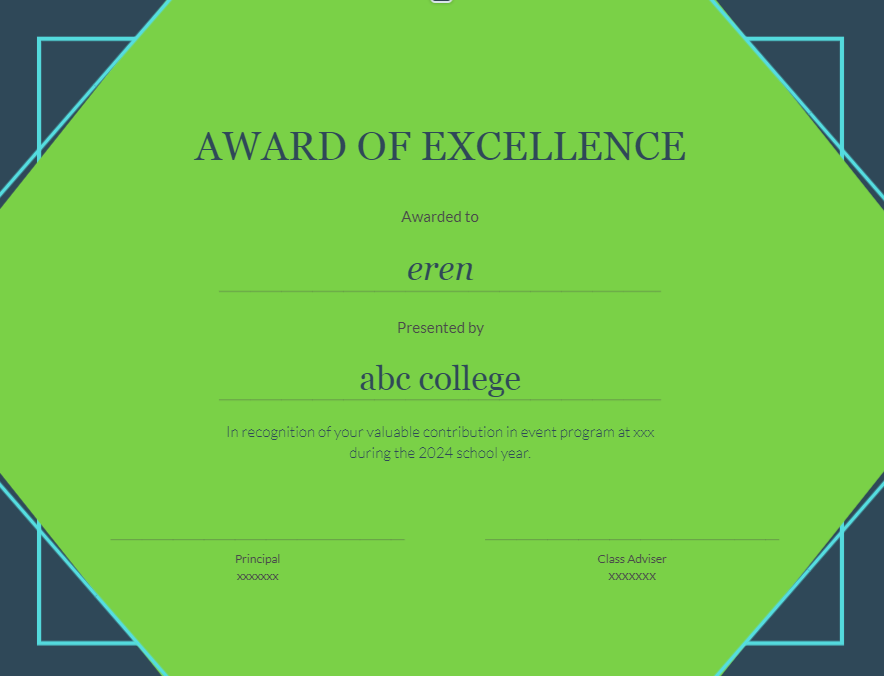 AWARD OF EXCELLENCE
Awarded to
eren
Presented by
abc college
In recognition of your valuable contribution in event program at xxx
during the 2024 school year.
Principal
xxxxxxx
Class Adviser
XXXXXXX